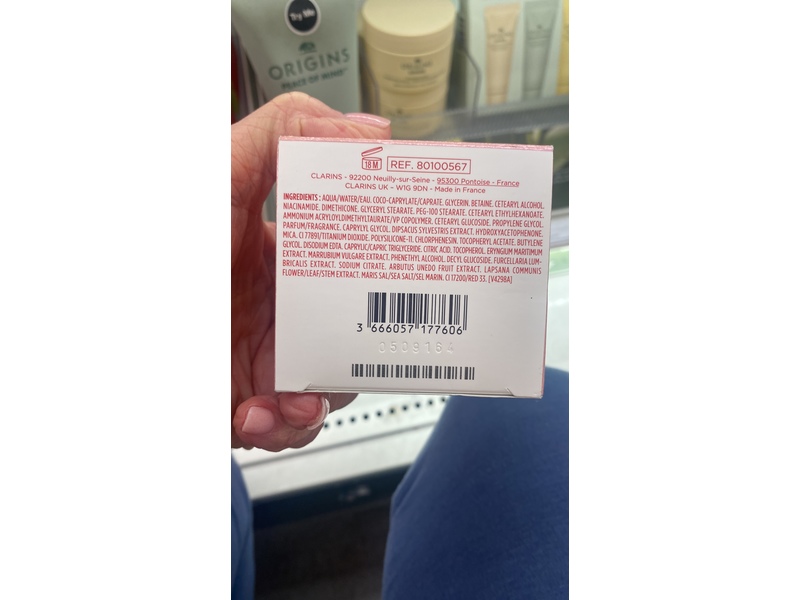 Try Me
ORIGINS
PEACE OF MIND™
18 M
REF. 80100567
CLARINS - 92200 Neuilly-sur-Seine - 95300 Pontoise - France
CLARINS UK - W1G 9DN - Made in France
INGREDIENTS : AQUA/WATER/EAU. COCO-CAPRYLATE/CAPRATE. GLYCERIN. BETAINE. CETEARYL ALCOHOL.
NIACINAMIDE. DIMETHICONE. GLYCERYL STEARATE. PEG-100 STEARATE. CETEARYL ETHYLHEXANOATE.
AMMONIUM ACRYLOYLDIMETHYLTAURATE/VP COPOLYMER. CETEARYL GLUCOSIDE. PROPYLENE GLYCOL.
PARFUM/FRAGRANCE. CAPRYLYL GLYCOL. DIPSACUS SYLVESTRIS EXTRACT. HYDROXYACETOPHENONE.
MICA. CI 77891/TITANIUM DIOXIDE. POLYSILICONE-11. CHLORPHENESIN. TOCOPHERYL ACETATE. BUTYLENE
GLYCOL. DISODIUM EDTA. CAPRYLIC/CAPRIC TRIGLYCERIDE. CITRIC ACID. TOCOPHEROL. ERYNGIUM MARITIMUM
EXTRACT. MARRUBIUM VULGARE EXTRACT. PHENETHYL ALCOHOL. DECYL GLUCOSIDE. FURCELLARIA LUM-
BRICALIS EXTRACT. SODIUM CITRATE. ARBUTUS UNEDO FRUIT EXTRACT. LAPSANA COMMUNIS
FLOWER/LEAF/STEM EXTRACT. MARIS SAL/SEA SALT/SEL MARIN. CI 17200/RED 33. [V4298A]
3 666057 177606
0509164